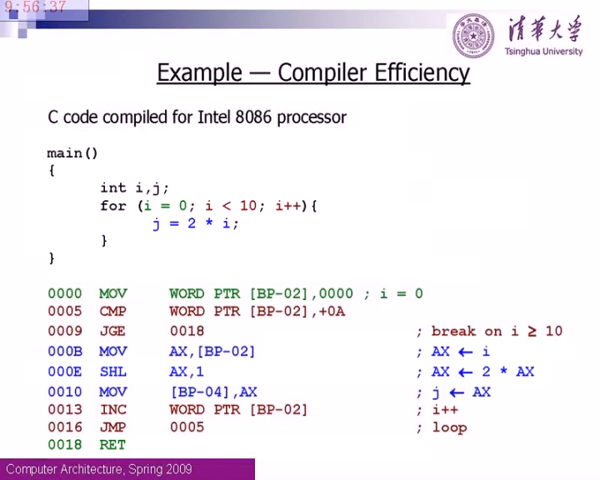 9:56:37
清華大学
Tsinghua University
Example — Compiler Efficiency
C code compiled for Intel 8086 processor
main()
{
int i,j;
for (i = 0; i < 10; i++){
j = 2 * i;
}
}
0000 MOV WORD PTR [BP-02],0000 ; i = 0
0005 CMP WORD PTR [BP-02],+0A
0009 JGE 0018 ; break on i ≥ 10
000B MOV AX,[BP-02] ; AX ← i
000E SHL AX,1 ; AX ← 2 * AX
0010 MOV [BP-04],AX ; j ← AX
0013 INC WORD PTR [BP-02] ; i++
0016 JMP 0005 ; loop
0018 RET
Computer Architecture, Spring 2009